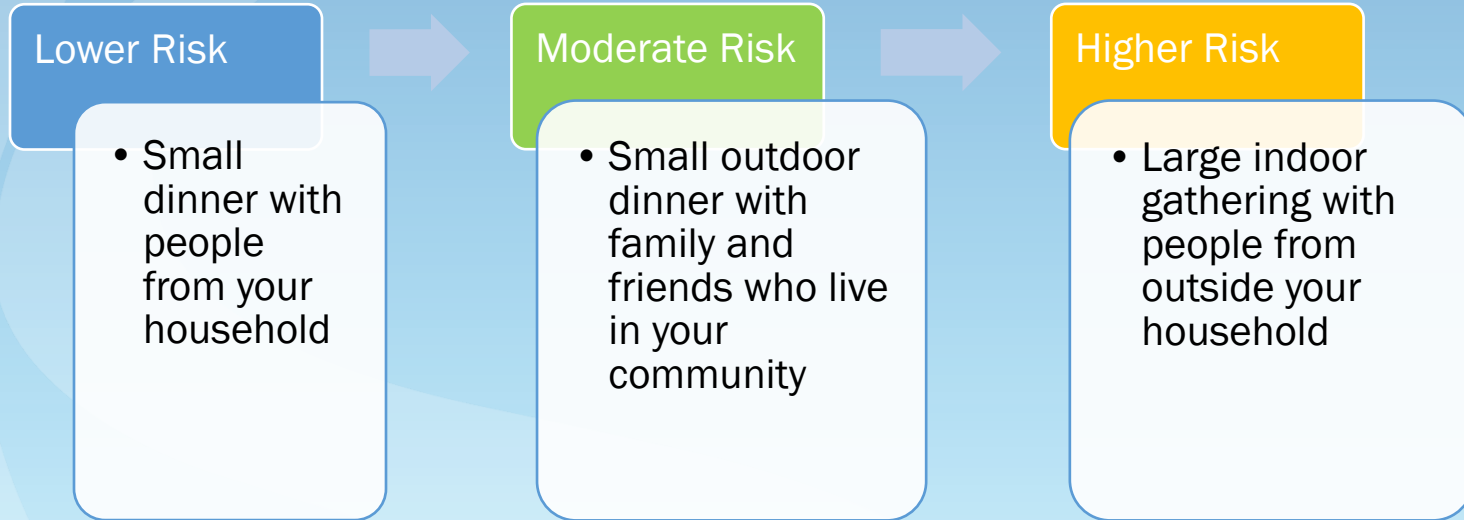 Lower Risk
• Small
dinner with
people
from your
household
Moderate Risk
• Small outdoor
dinner with
family and
friends who live
in your
community
Higher Risk
• Large indoor
gathering with
people from
outside your
household